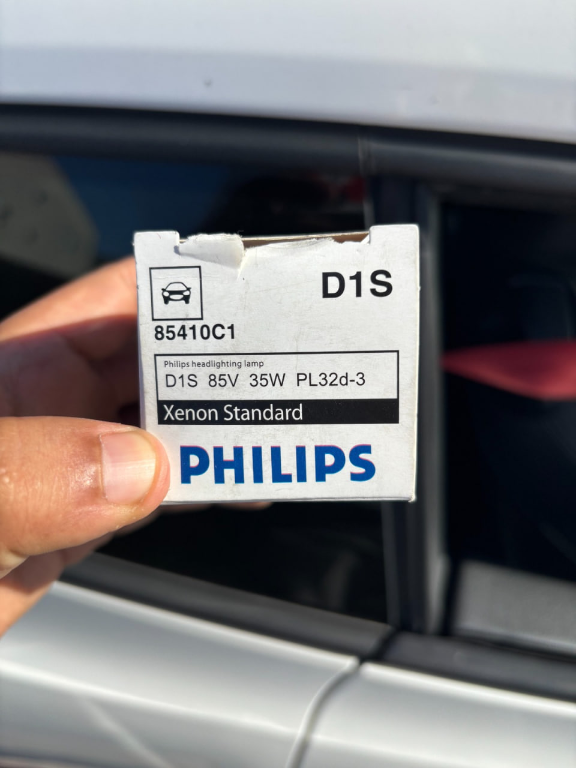 D1S
85410C1
Philips headlighting lamp
D1S 85V 35W PL32d-3
Xenon Standard
PHILIPS